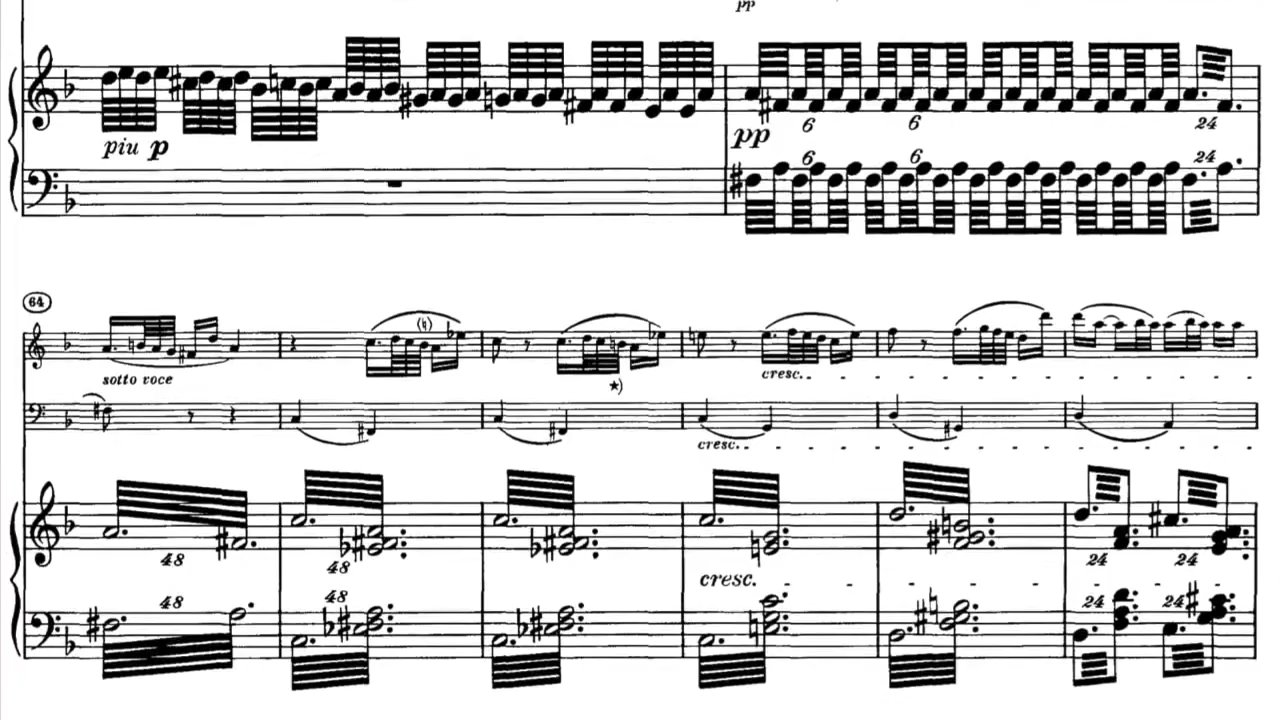 pp
piu p
pp
6 6 24
6 6 24
64
sotto voce
★)
cresc.
cresc.
48 48 24 24
cresc.
48 48 24 24